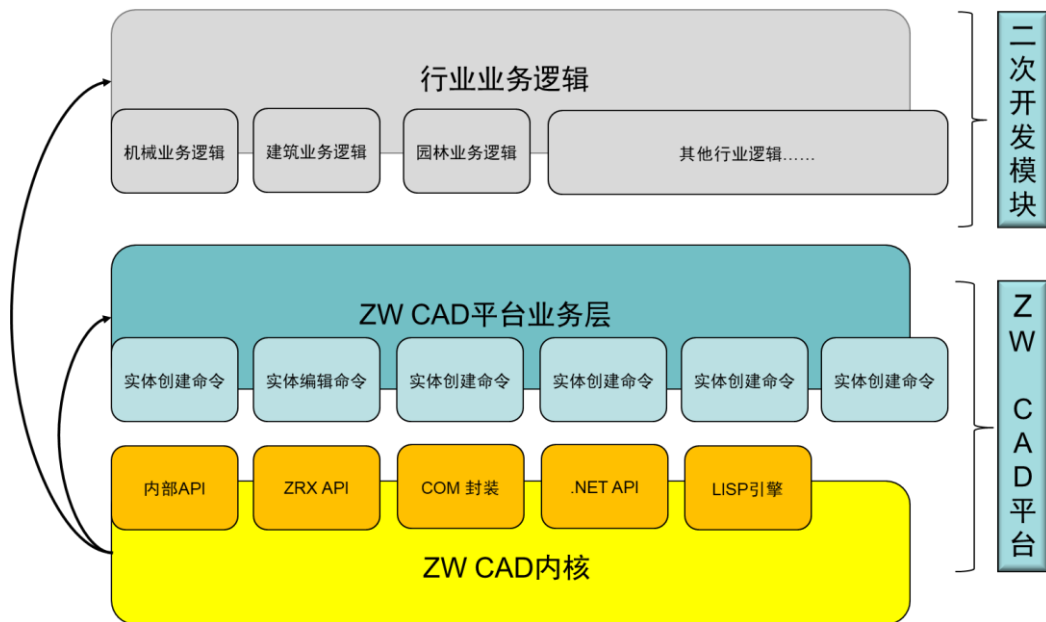 行业业务逻辑
机械业务逻辑
建筑业务逻辑
园林业务逻辑
其他行业逻辑……
二次开发模块
ZW CAD平台业务层
实体创建命令
实体编辑命令
实体创建命令
实体创建命令
实体创建命令
实体创建命令
内部API
ZRX API
COM 封装
.NET API
LISP引擎
ZW CAD内核
ZW CAD平台